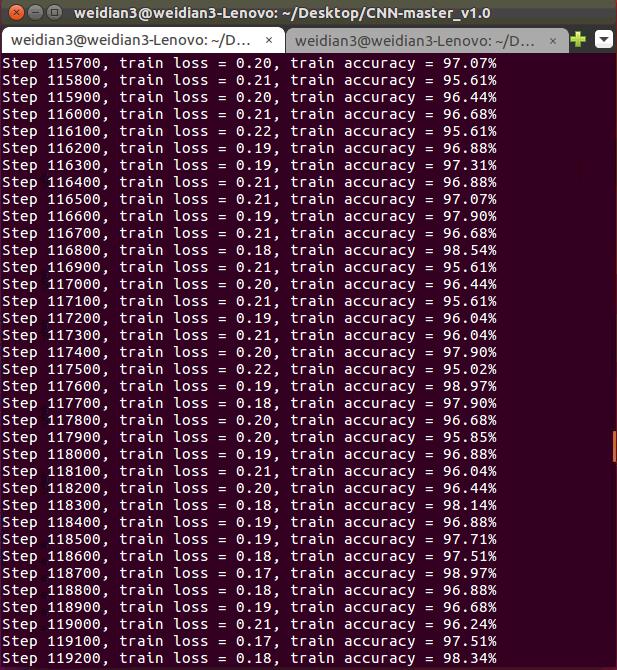 weidian3@weidian3-Lenovo: ~/Desktop/CNN-master_v1.0
weidian3@weidian3-Lenovo: ~/D... × weidian3@weidian3-Lenovo: ~/D... ×
Step 115700, train loss = 0.20, train accuracy = 97.07%
Step 115800, train loss = 0.21, train accuracy = 95.61%
Step 115900, train loss = 0.20, train accuracy = 96.44%
Step 116000, train loss = 0.21, train accuracy = 96.68%
Step 116100, train loss = 0.22, train accuracy = 95.61%
Step 116200, train loss = 0.19, train accuracy = 96.88%
Step 116300, train loss = 0.19, train accuracy = 97.31%
Step 116400, train loss = 0.21, train accuracy = 96.88%
Step 116500, train loss = 0.21, train accuracy = 97.07%
Step 116600, train loss = 0.19, train accuracy = 97.90%
Step 116700, train loss = 0.21, train accuracy = 96.68%
Step 116800, train loss = 0.18, train accuracy = 98.54%
Step 116900, train loss = 0.21, train accuracy = 95.61%
Step 117000, train loss = 0.20, train accuracy = 96.44%
Step 117100, train loss = 0.21, train accuracy = 95.61%
Step 117200, train loss = 0.19, train accuracy = 96.04%
Step 117300, train loss = 0.21, train accuracy = 96.04%
Step 117400, train loss = 0.20, train accuracy = 97.90%
Step 117500, train loss = 0.22, train accuracy = 95.02%
Step 117600, train loss = 0.19, train accuracy = 98.97%
Step 117700, train loss = 0.18, train accuracy = 97.90%
Step 117800, train loss = 0.20, train accuracy = 96.68%
Step 117900, train loss = 0.20, train accuracy = 95.85%
Step 118000, train loss = 0.19, train accuracy = 96.88%
Step 118100, train loss = 0.21, train accuracy = 96.04%
Step 118200, train loss = 0.20, train accuracy = 96.44%
Step 118300, train loss = 0.18, train accuracy = 98.14%
Step 118400, train loss = 0.19, train accuracy = 96.88%
Step 118500, train loss = 0.19, train accuracy = 97.71%
Step 118600, train loss = 0.18, train accuracy = 97.51%
Step 118700, train loss = 0.17, train accuracy = 98.97%
Step 118800, train loss = 0.18, train accuracy = 96.88%
Step 118900, train loss = 0.19, train accuracy = 96.68%
Step 119000, train loss = 0.21, train accuracy = 96.24%
Step 119100, train loss = 0.17, train accuracy = 97.51%
Step 119200, train loss = 0.18, train accuracy = 98.34%